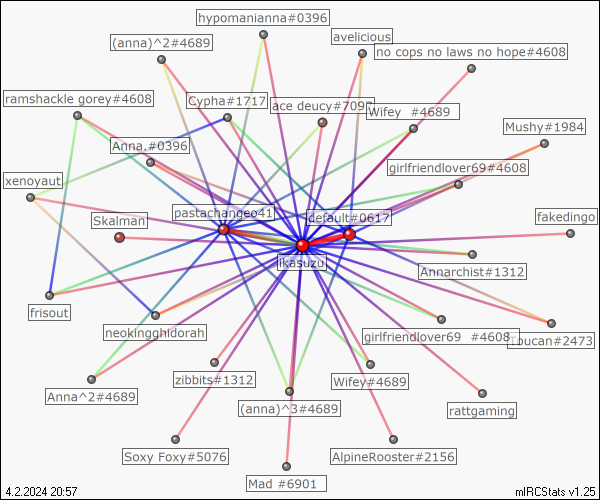 hypomanianna#0396
avelicious
(anna)^2#4689
no cops no laws no hope#4608
ramshackle gorey#4608
Cypha#1717
ace deucy#7097
Wifey  #4689
Mushy#1984
Anna.#0396
girlfriendlover69#4608
xenoyaut
pastachangeo41
default#0617
Skalman
fakedingo
ikasuzu
Annarchist#1312
frisout
neokingghidorah
girlfriendlover69  #4608
Toucan#2473
zibbits#1312
Wifey#4689
Anna^2#4689
(anna)^3#4689
rattgaming
Soxy Foxy#5076
AlpineRooster#2156
Mad #6901
4.2.2024 20:57
mIRCStats v1.25